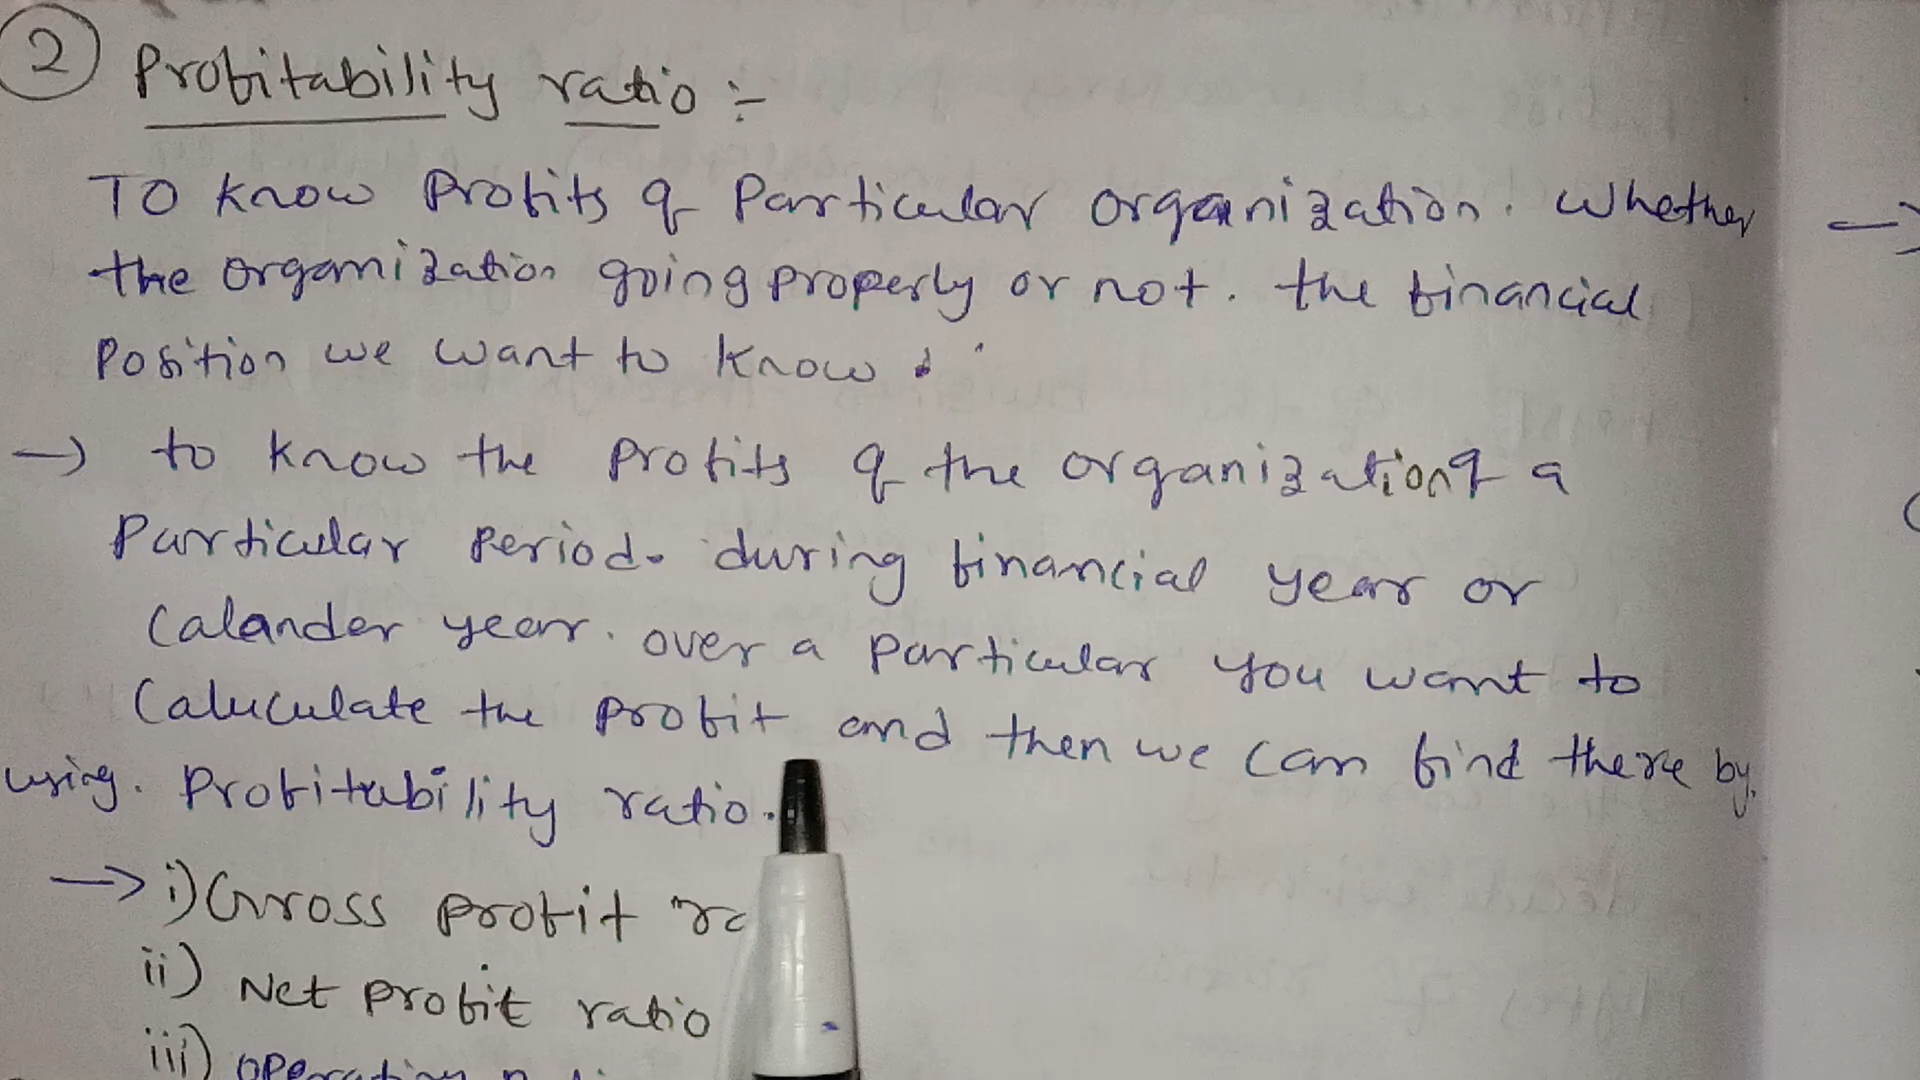 2 Profitability ratio :-
To know Profits of Particular organization. Whether
the organization going properly or not. the financial
Position we want to know.
→ to know the profits of the organization of a
Particular Period. during financial year or
Calander year. over a particular you want to
Caluculate the profit and then we can find there by
using. Profitability ratio.
→ i) Gross profit
ii) Net profit ratio
iii)